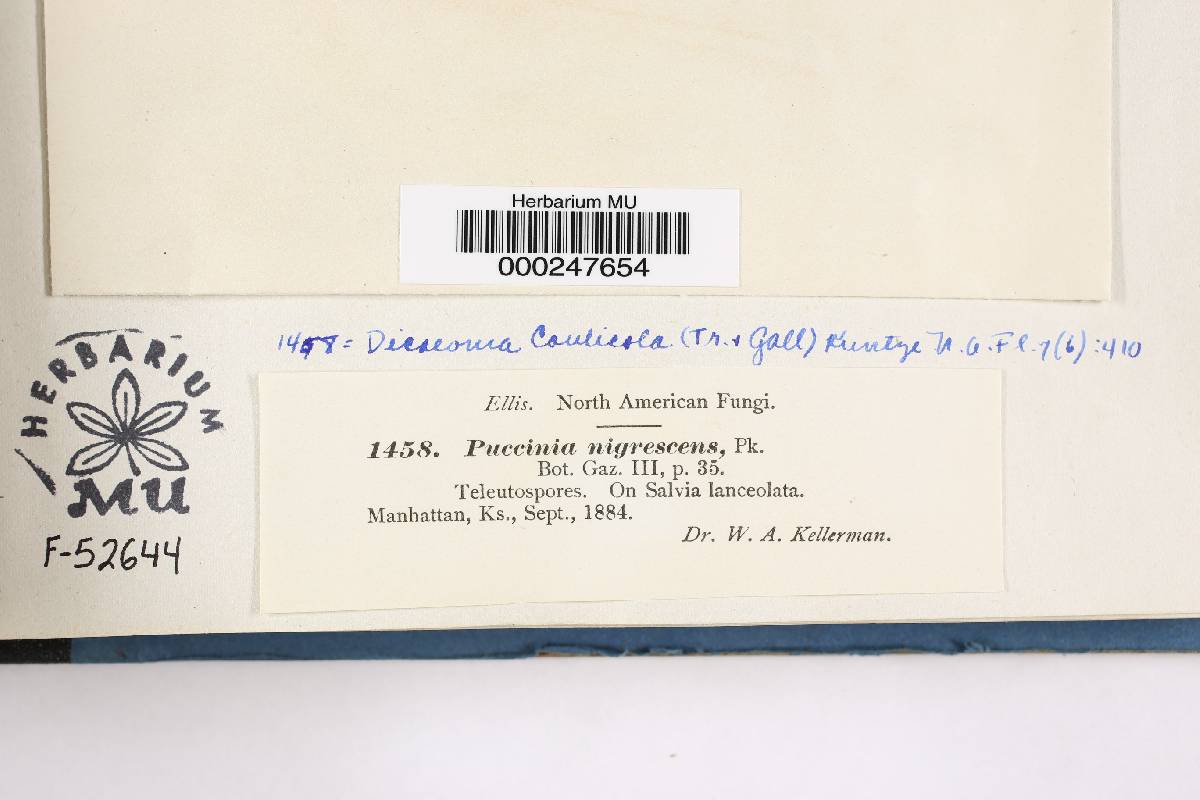 Herbarium MU
000247654
1458 = Dicaeoma Caulicola (Tr. & Gall) Kuntze N. A. Fl. 7(6):410
HERBARIUM
MU
F-52644
Ellis. North American Fungi.
1458. Puccinia nigrescens, Pk.
Bot. Gaz. III, p. 35.
Teleutospores. On Salvia lanceolata.
Manhattan, Ks., Sept., 1884.
Dr. W. A. Kellerman.